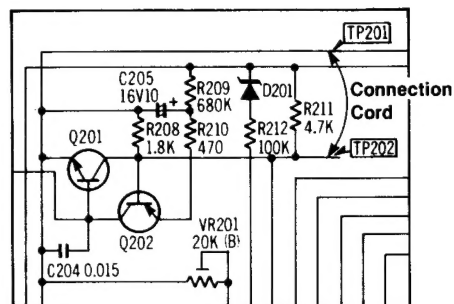 TP201
C205
16V10 +
R209
680K
D201
Connection
Cord
R211
4.7K
Q201
R208
1.8K
R210
470
R212
100K
TP202
Q202
VR201
20K (B)
C204 0.015